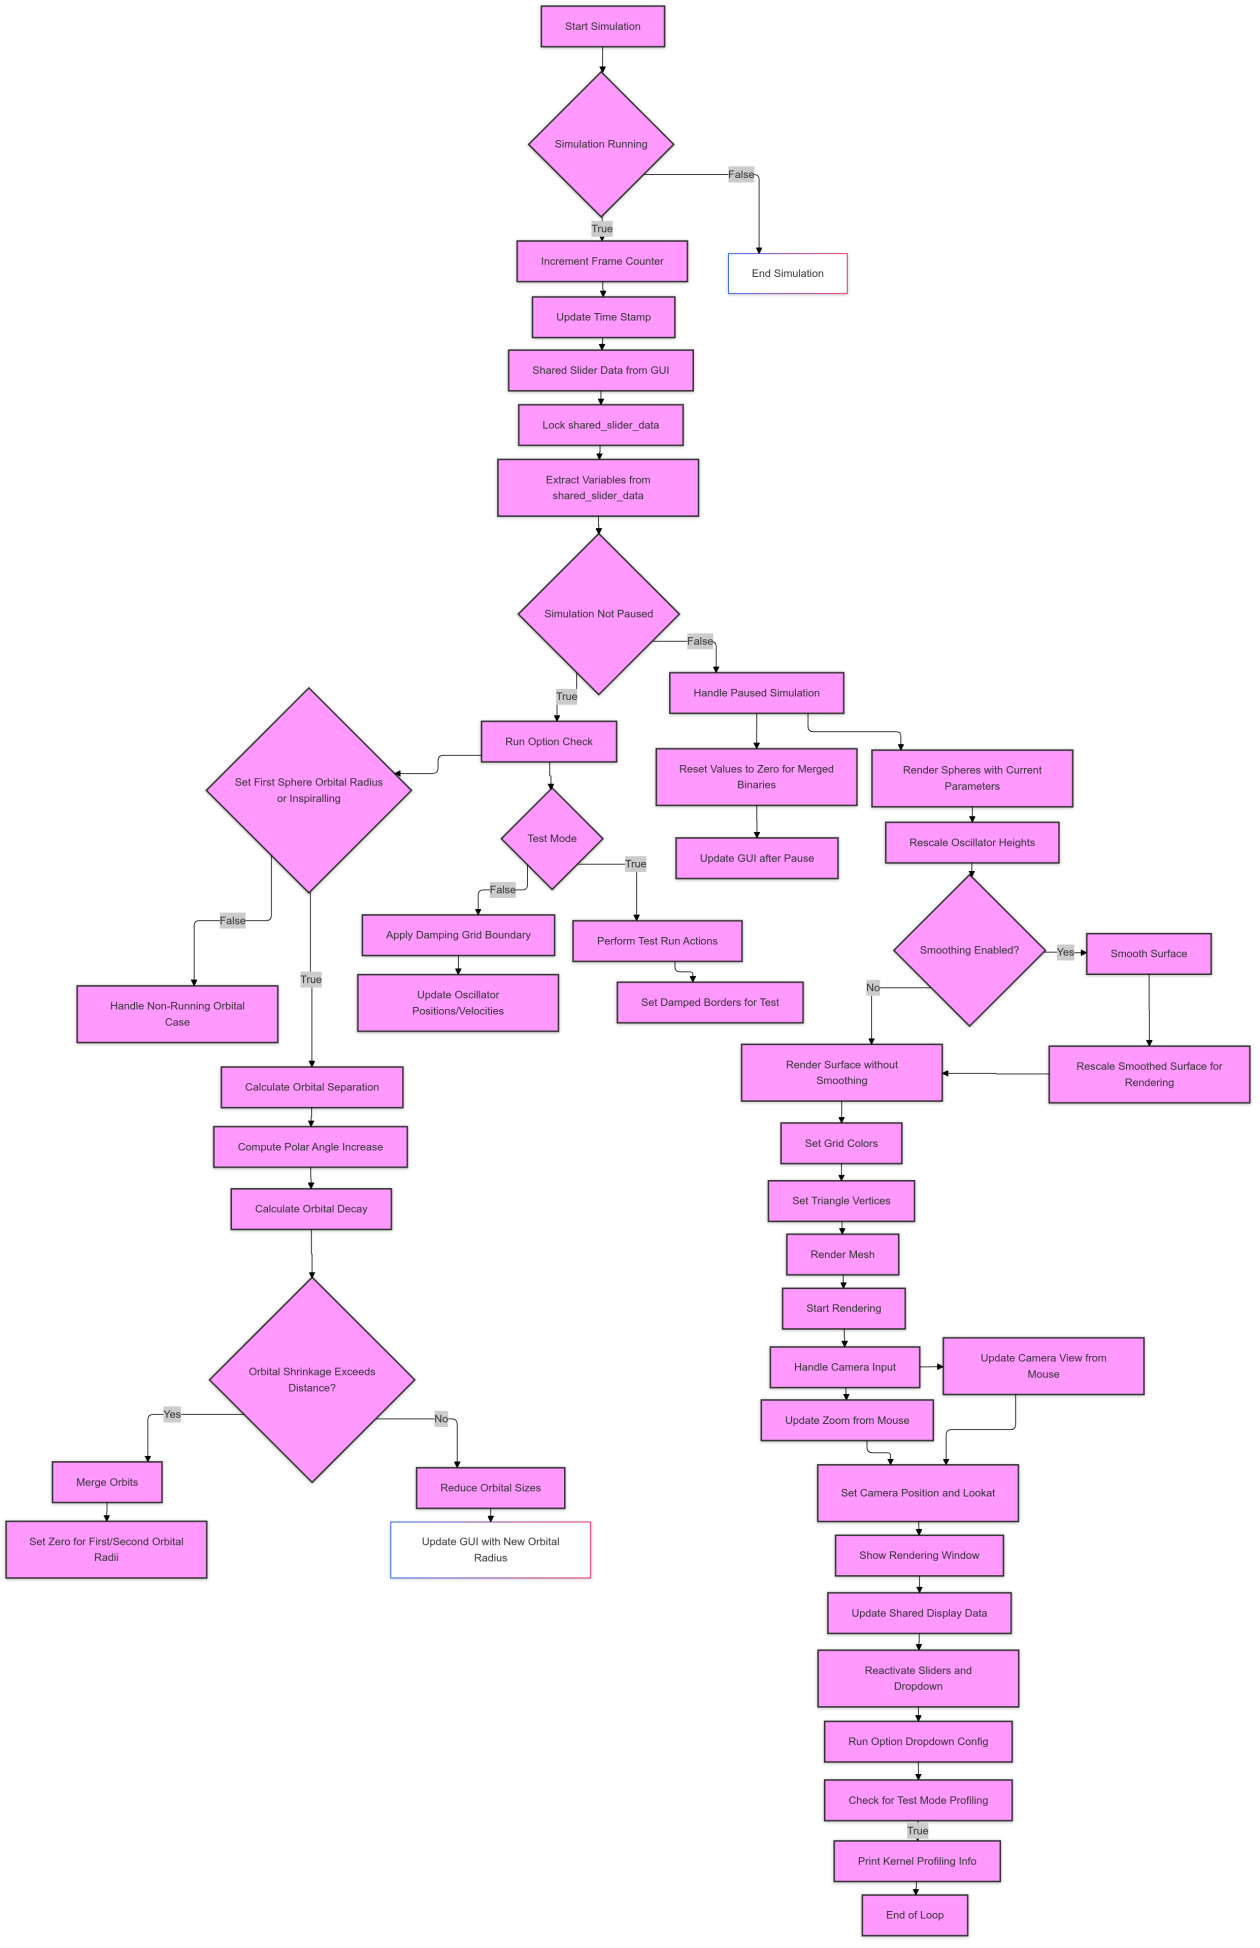 Start Simulation
Simulation Running
False
True
Increment Frame Counter
End Simulation
Update Time Stamp
Shared Slider Data from GUI
Lock shared_slider_data
Extract Variables from
shared_slider_data
Simulation Not Paused
False
True
Handle Paused Simulation
Run Option Check
Set First Sphere Orbital Radius
or Inspiralling
Reset Values to Zero for Merged
Binaries
Render Spheres with Current
Parameters
Test Mode
Rescale Oscillator Heights
Update GUI after Pause
True
False
False
Apply Damping Grid Boundary
Perform Test Run Actions
Smoothing Enabled?
Yes
Smooth Surface
True
No
Handle Non-Running Orbital
Case
Update Oscillator
Positions/Velocities
Set Damped Borders for Test
Render Surface without
Smoothing
Rescale Smoothed Surface for
Rendering
Calculate Orbital Separation
Compute Polar Angle Increase
Set Grid Colors
Calculate Orbital Decay
Set Triangle Vertices
Render Mesh
Start Rendering
Orbital Shrinkage Exceeds
Distance?
Handle Camera Input
Update Camera View from
Mouse
Yes
No
Update Zoom from Mouse
Merge Orbits
Reduce Orbital Sizes
Set Camera Position and Lookat
Set Zero for First/Second Orbital
Radii
Update GUI with New Orbital
Radius
Show Rendering Window
Update Shared Display Data
Reactivate Sliders and
Dropdown
Run Option Dropdown Config
Check for Test Mode Profiling
True
Print Kernel Profiling Info
End of Loop